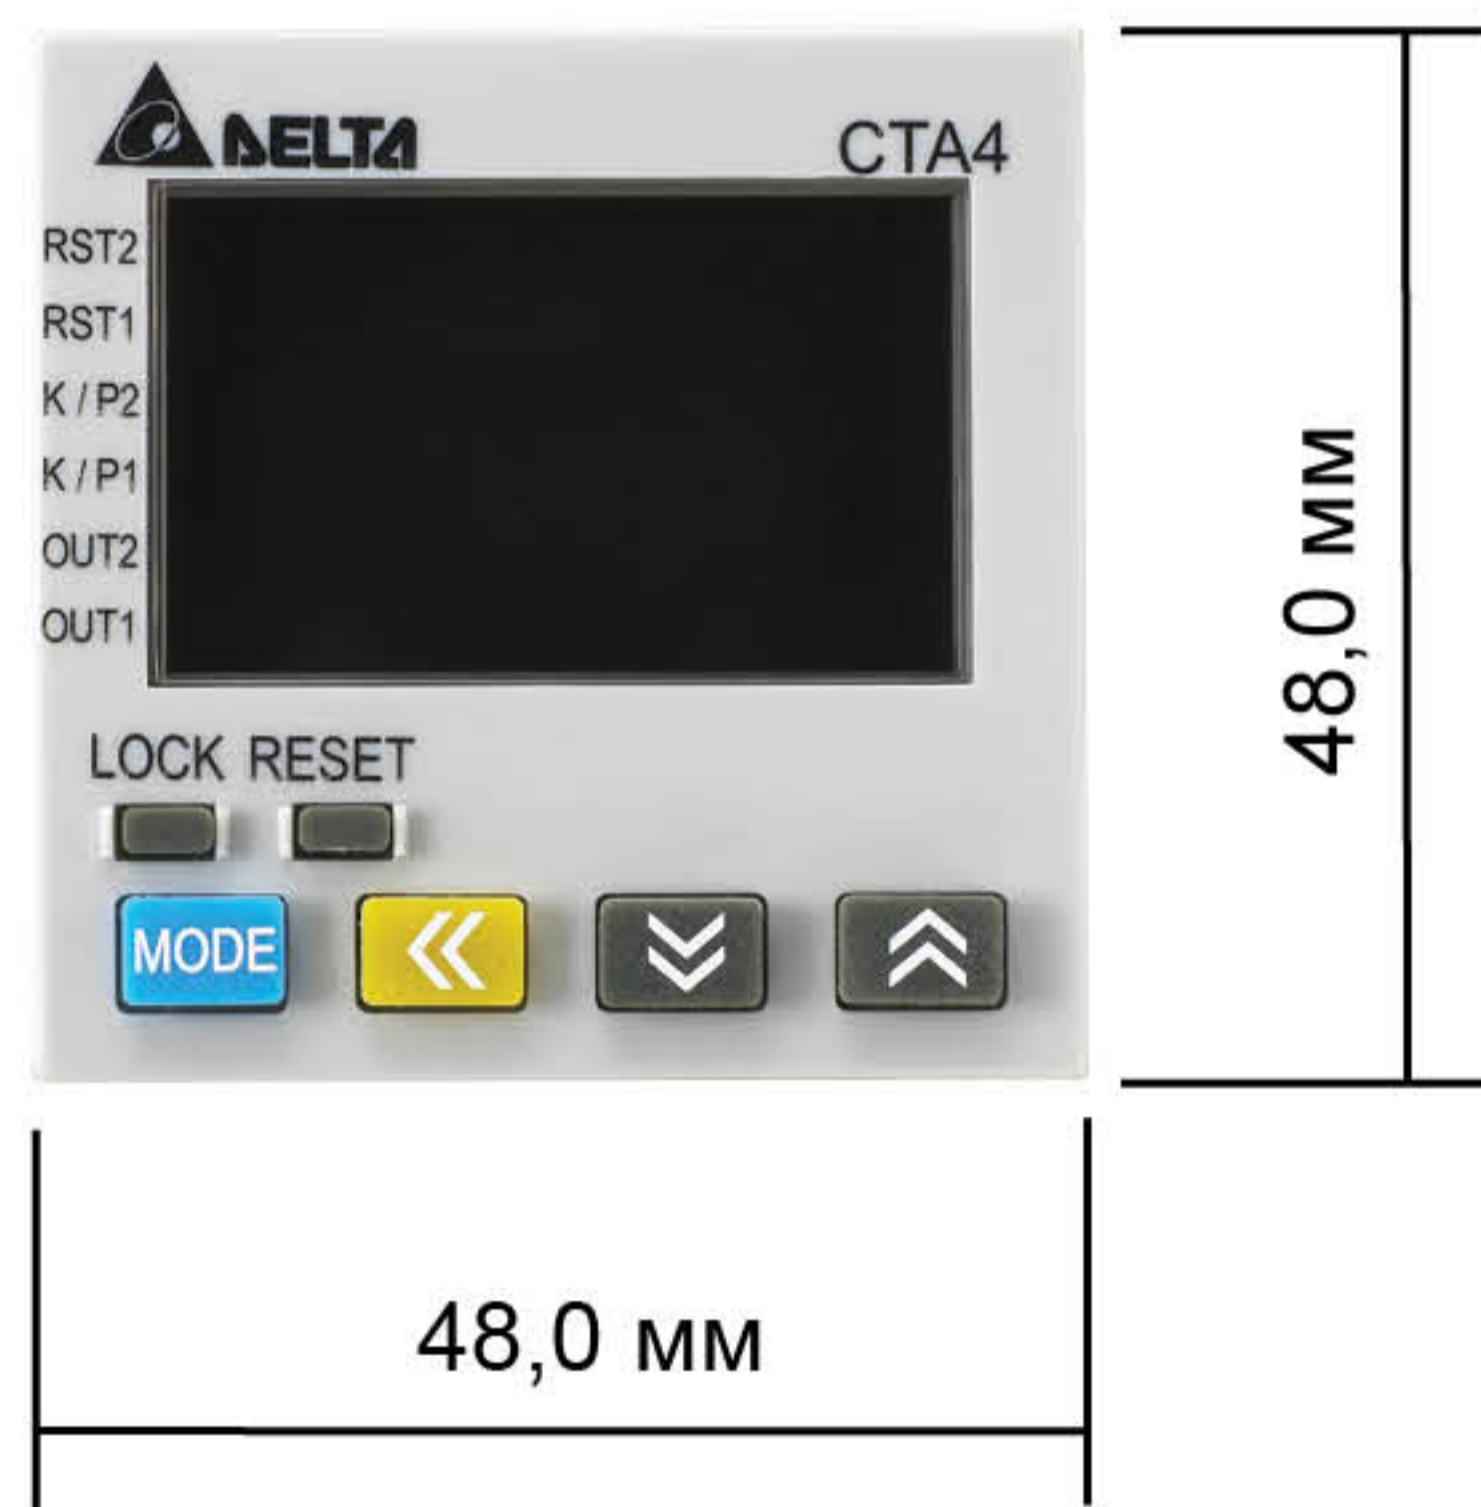 DELTA
CTA4
RST2
RST1
K / P2
K / P1
OUT2
OUT1
LOCK RESET
MODE
48,0 мм
48,0 мм